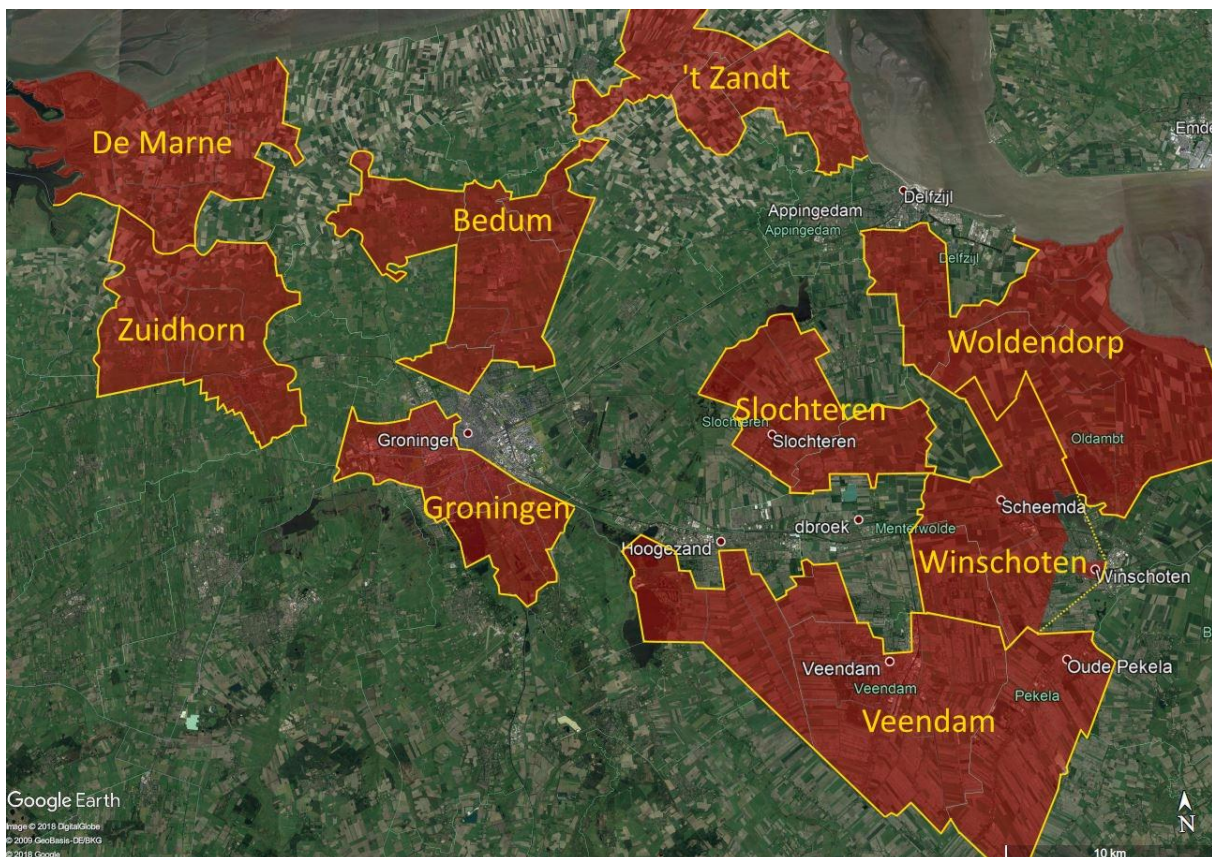 't Zandt
De Marne
Emde
Bedum
Delfzijl
Appingedam
Appingedam
Delfzijl
Zuidhorn
Woldendorp
Slochteren
Slochteren
Slochteren
Groningen
Oldambt
Groningen
Scheemda
dbroek
Menterwolde
Hoogezand
Winschoten
Winschoten
Veendam
Oude Pekela
Veendam
Pekela
Veendam
B
Google Earth
Image © 2018 DigitalGlobe
© 2009 GeoBasis-DE/BKG
© 2018 Google
N
10 km